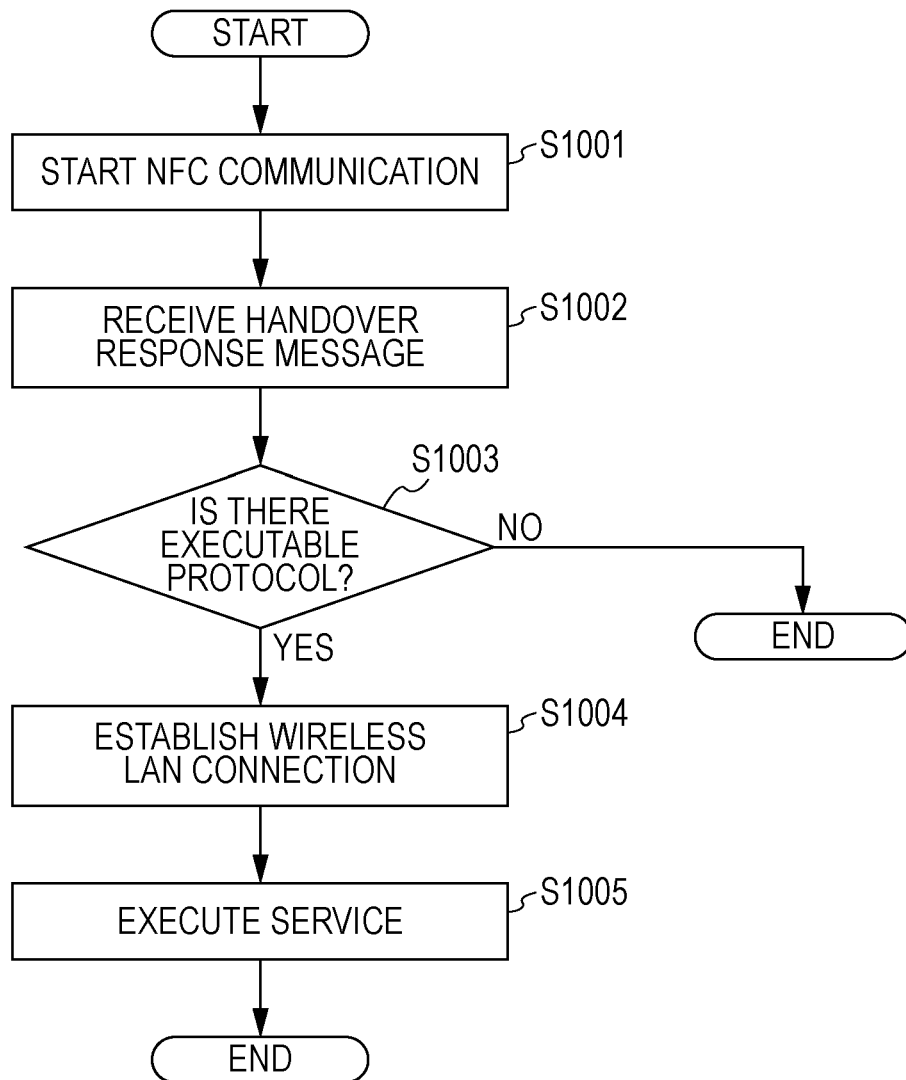 START
START NFC COMMUNICATION
S1001
RECEIVE HANDOVER
RESPONSE MESSAGE
S1002
IS THERE
EXECUTABLE
PROTOCOL?
S1003
NO
END
YES
ESTABLISH WIRELESS
LAN CONNECTION
S1004
EXECUTE SERVICE
S1005
END